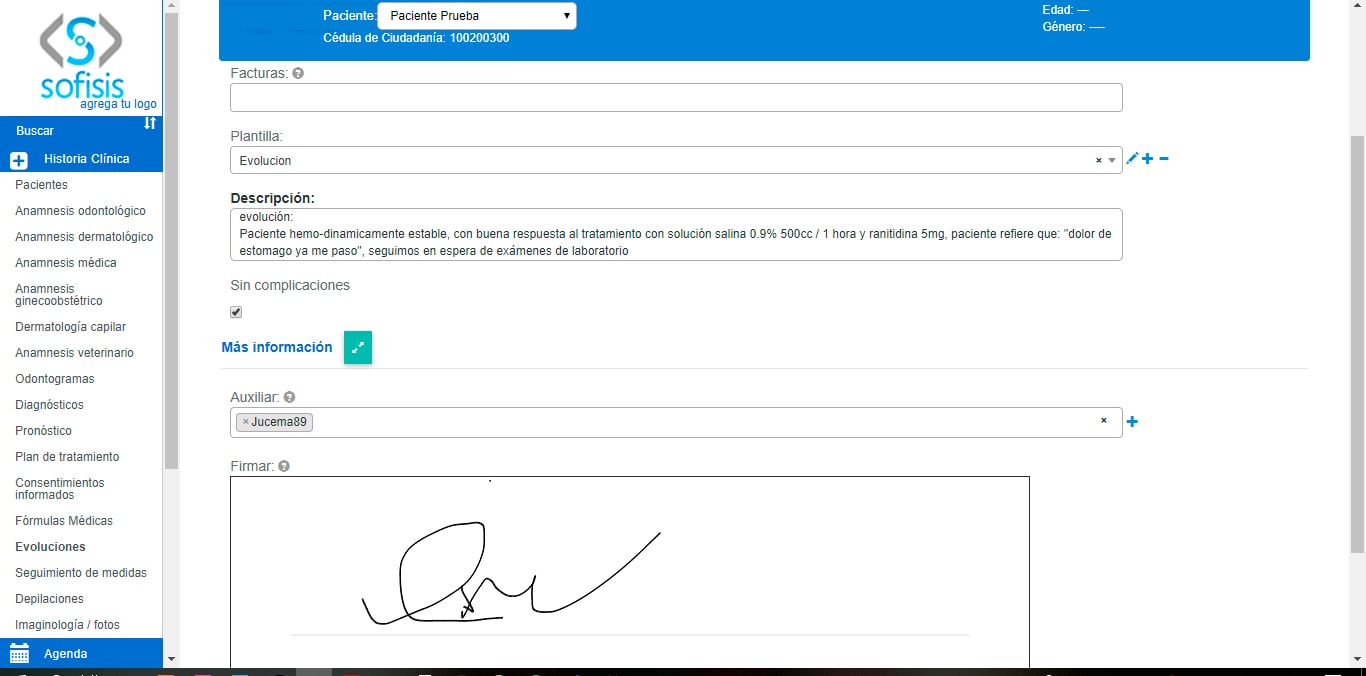 sofisis
agrega tu logo
Buscar
Historia Clínica
Pacientes
Anamnesis odontológico
Anamnesis dermatológico
Anamnesis médica
Anamnesis
ginecoobstétrico
Dermatología capilar
Anamnesis veterinario
Odontogramas
Diagnósticos
Pronóstico
Plan de tratamiento
Consentimientos
informados
Fórmulas Médicas
Evoluciones
Seguimiento de medidas
Depilaciones
Imaginología / fotos
Agenda
Paciente: Paciente Prueba
Cédula de Ciudadanía: 100200300
Edad: —
Género: —–
Facturas:
Plantilla:
Evolucion
Descripción:
evolución:
Paciente hemo-dinamicamente estable, con buena respuesta al tratamiento con solución salina 0.9% 500cc / 1 hora y ranitidina 5mg, paciente refiere que: "dolor de
estomago ya me paso", seguimos en espera de exámenes de laboratorio
Sin complicaciones
Más información
Auxiliar:
× Jucema89
Firmar: